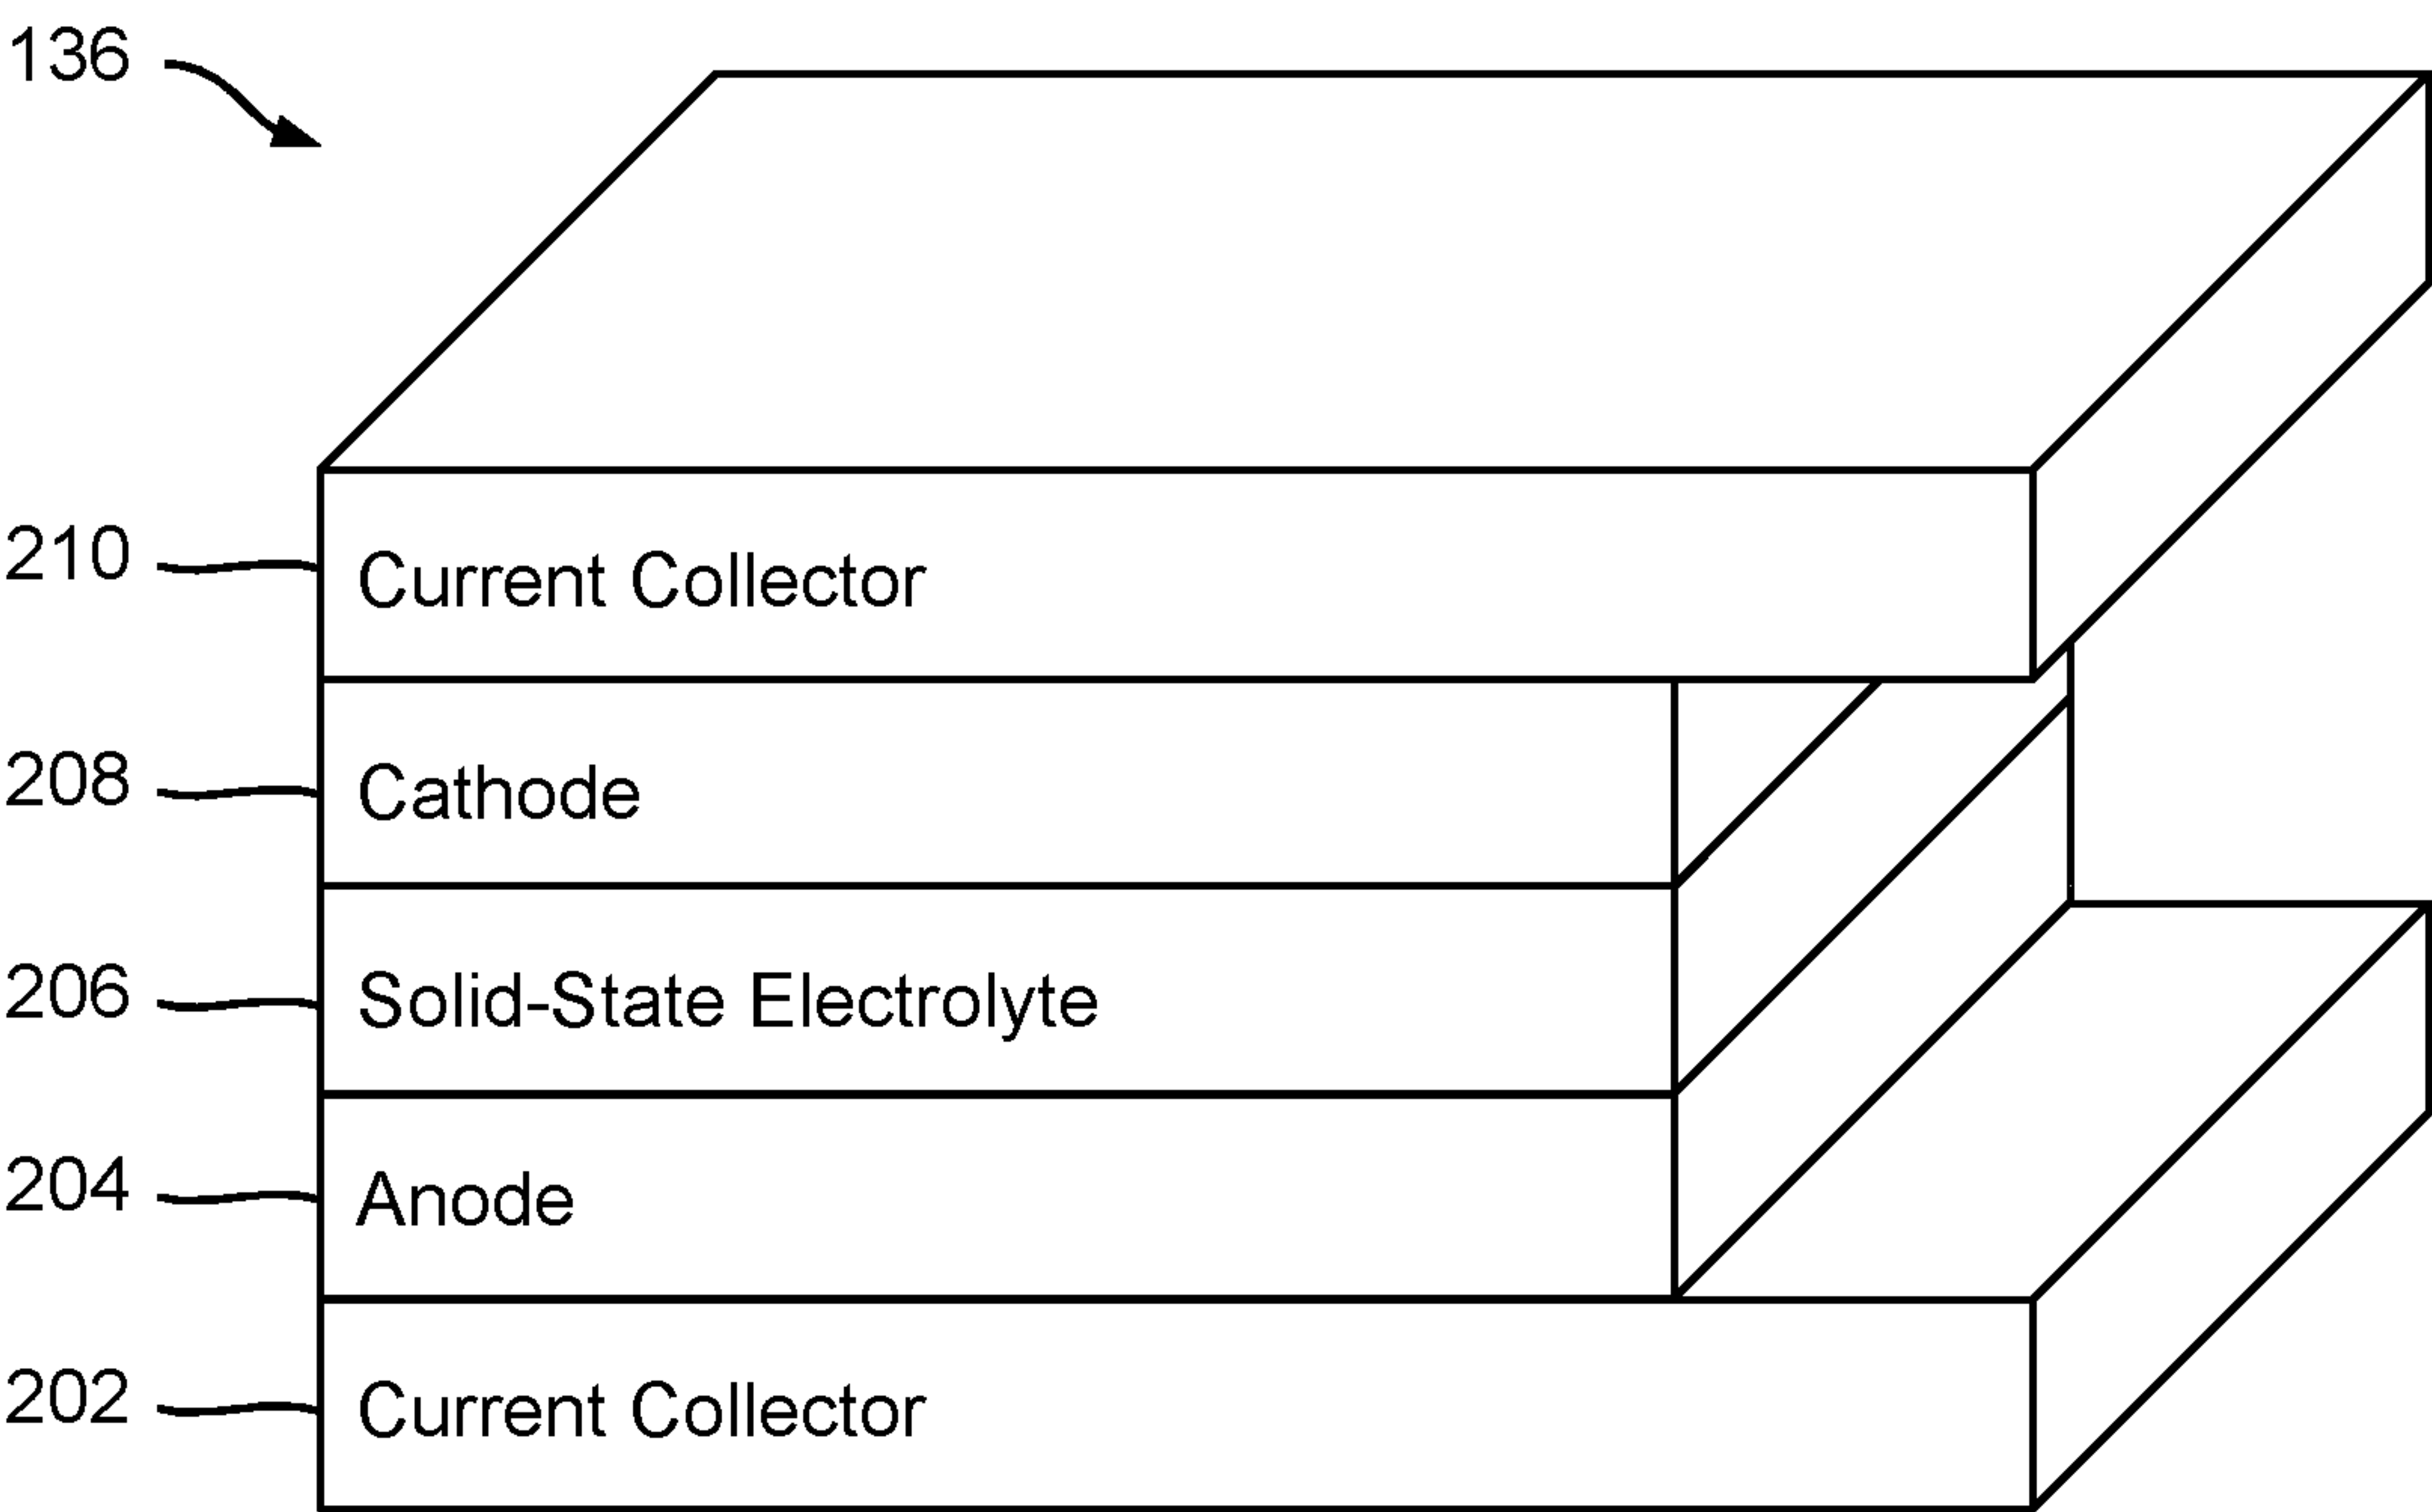 136
210 Current Collector
208 Cathode
206 Solid-State Electrolyte
204 Anode
202 Current Collector